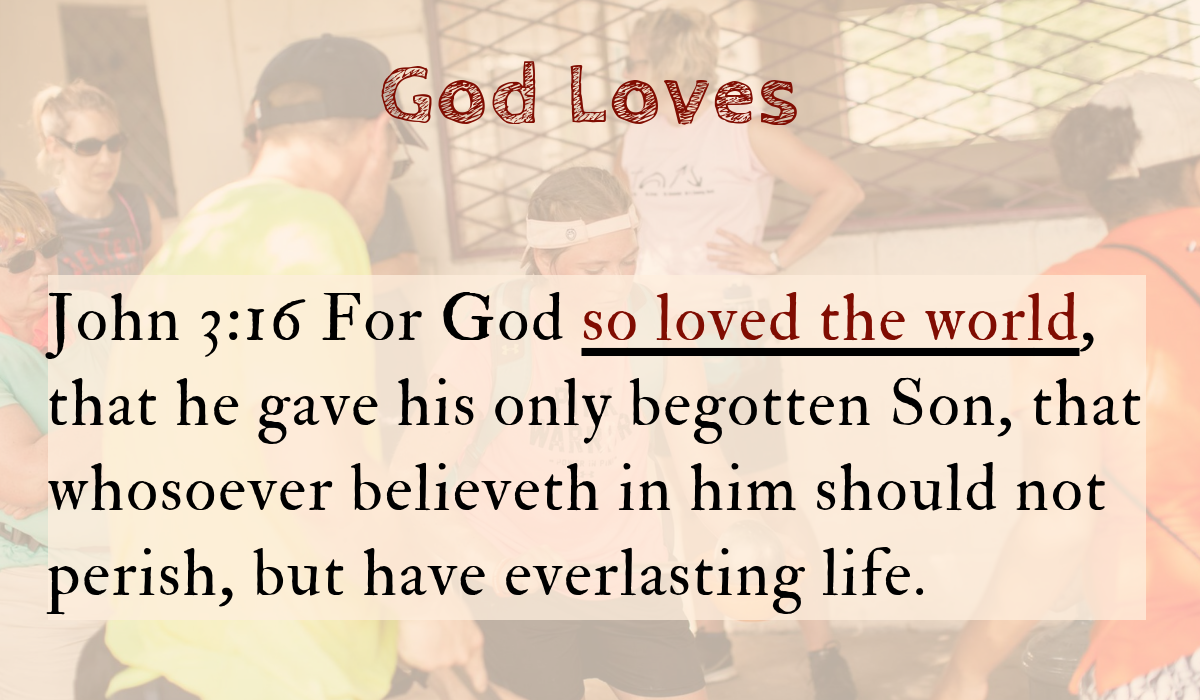 God Loves
John 3:16 For God so loved the world,
that he gave his only begotten Son, that
whosoever believeth in him should not
perish, but have everlasting life.